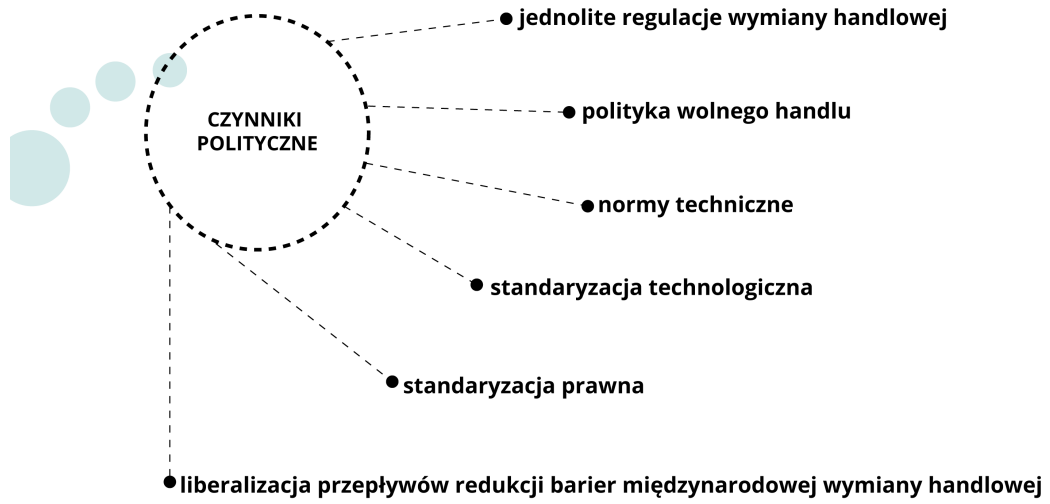 jednolite regulacje wymiany handlowej
polityka wolnego handlu
CZYNNIKI
POLITYCZNE
normy techniczne
standaryzacja technologiczna
standaryzacja prawna
liberalizacja przepływów redukcji barier międzynarodowej wymiany handlowej